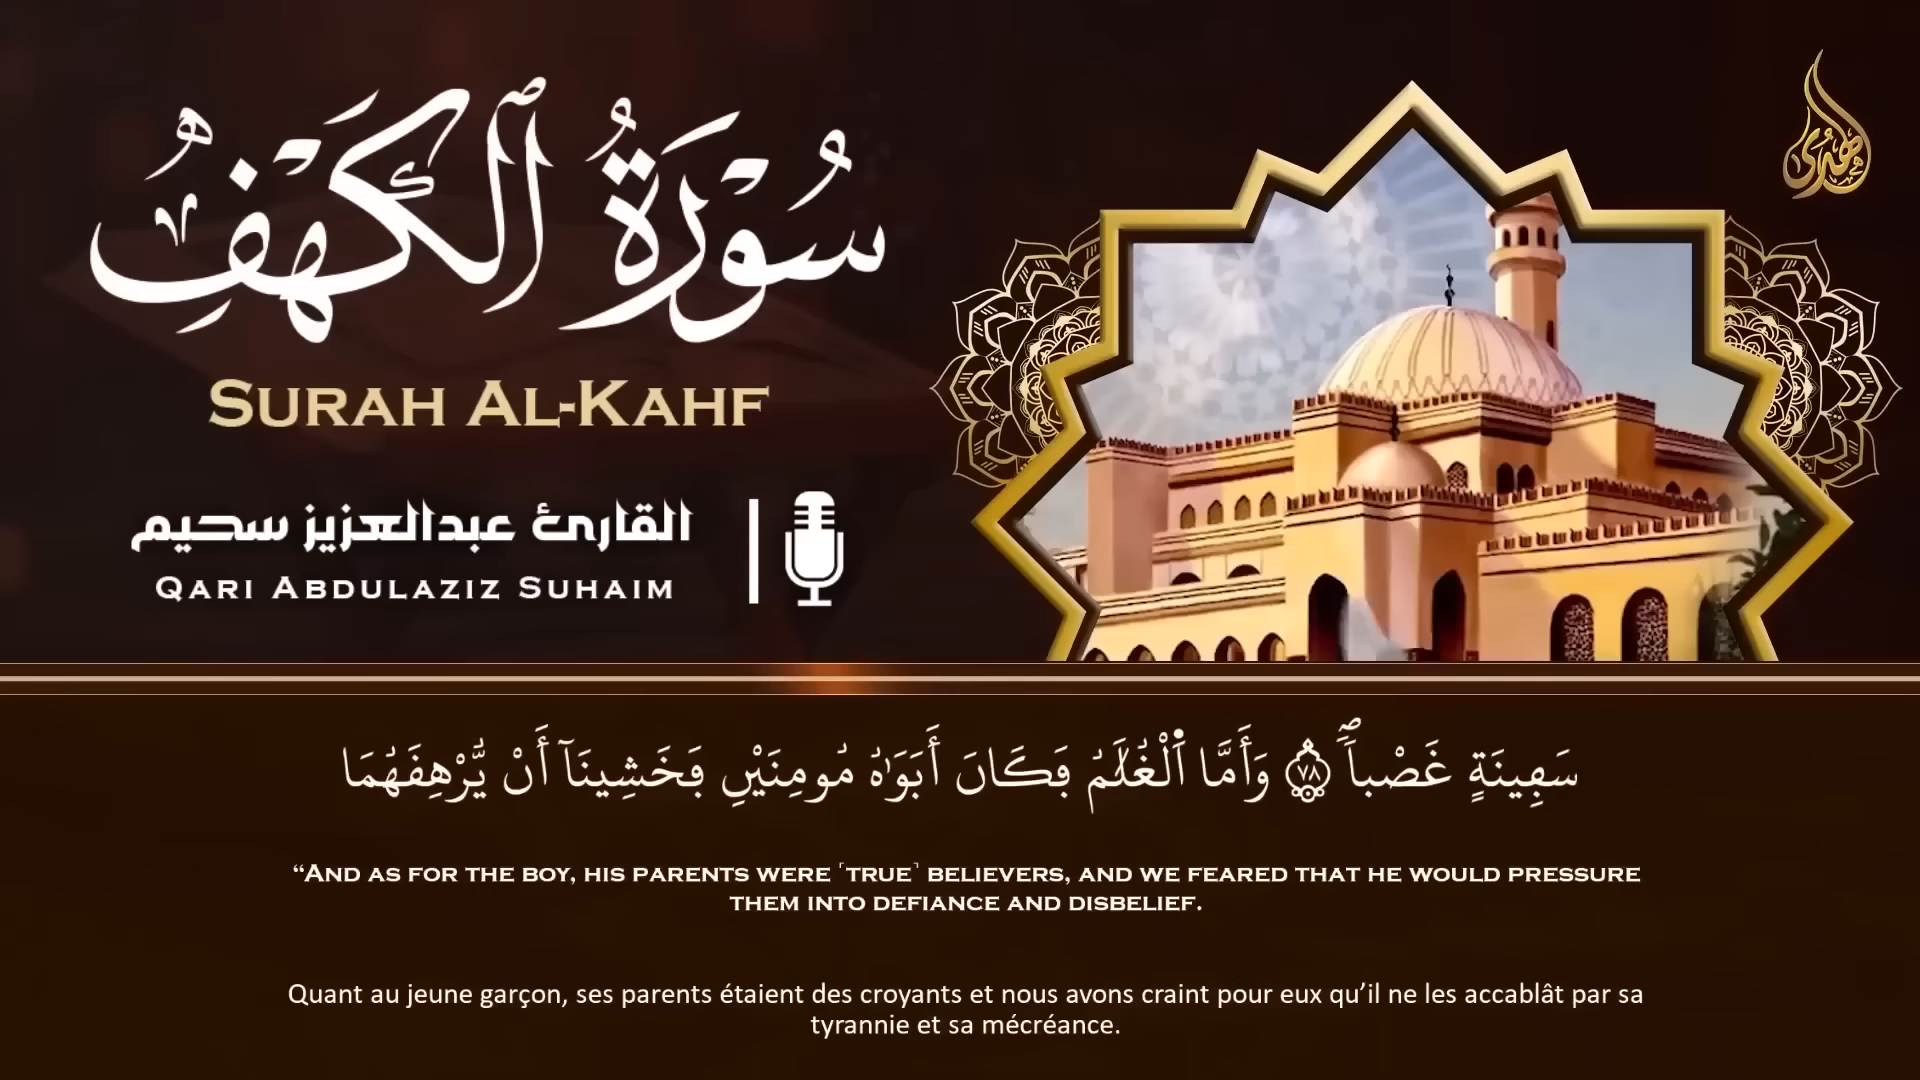 سُورَةُ ٱلْكَهْفِ
SURAH AL-KAHF
القارئ عبدالعزيز سحيم
QARI ABDULAZIZ SUHAIM
الهدى
سَفِينَةٍ غَصْباٗۖ ٧٨ وَأَمَّا اَ۬لْغُلَٰمُ فَكَانَ أَبَوَٰهُ مُومِنَيْنِ فَخَشِينَآ أَنْ يُّرْهِقَهُمَا
“AND AS FOR THE BOY, HIS PARENTS WERE ˹TRUE˺ BELIEVERS, AND WE FEARED THAT HE WOULD PRESSURE
THEM INTO DEFIANCE AND DISBELIEF.
Quant au jeune garçon, ses parents étaient des croyants et nous avons craint pour eux qu’il ne les accablât par sa
tyrannie et sa mécréance.